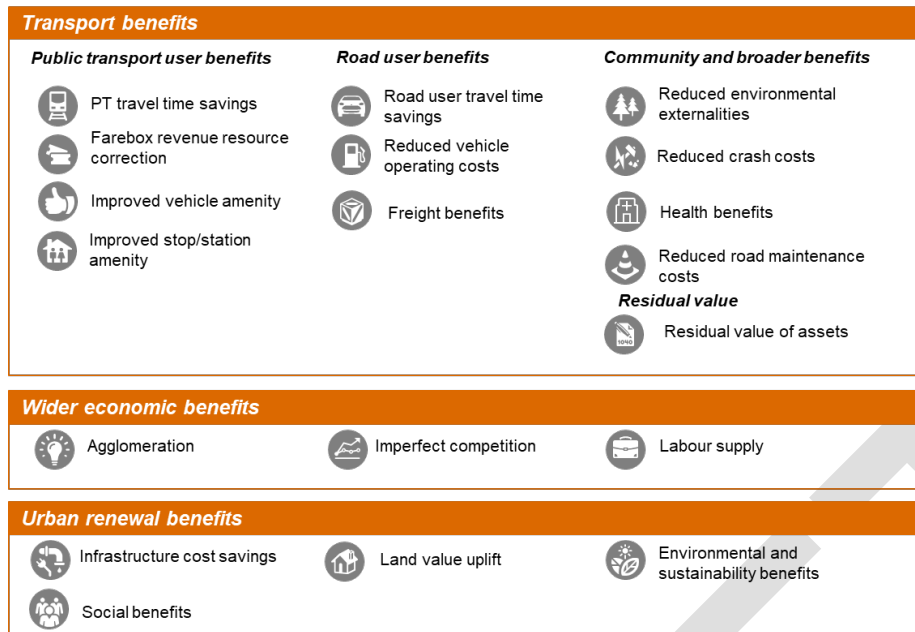 Transport benefits
Public transport user benefits
PT travel time savings
Farebox revenue resource
correction
Improved vehicle amenity
Improved stop/station
amenity
Road user benefits
Road user travel time
savings
Reduced vehicle
operating costs
Freight benefits
Community and broader benefits
Reduced environmental
externalities
Reduced crash costs
Health benefits
Reduced road maintenance
costs
Residual value
1040
Residual value of assets
Wider economic benefits
Agglomeration
Imperfect competition
Labour supply
Urban renewal benefits
Infrastructure cost savings
Land value uplift
Environmental and
sustainability benefits
Social benefits